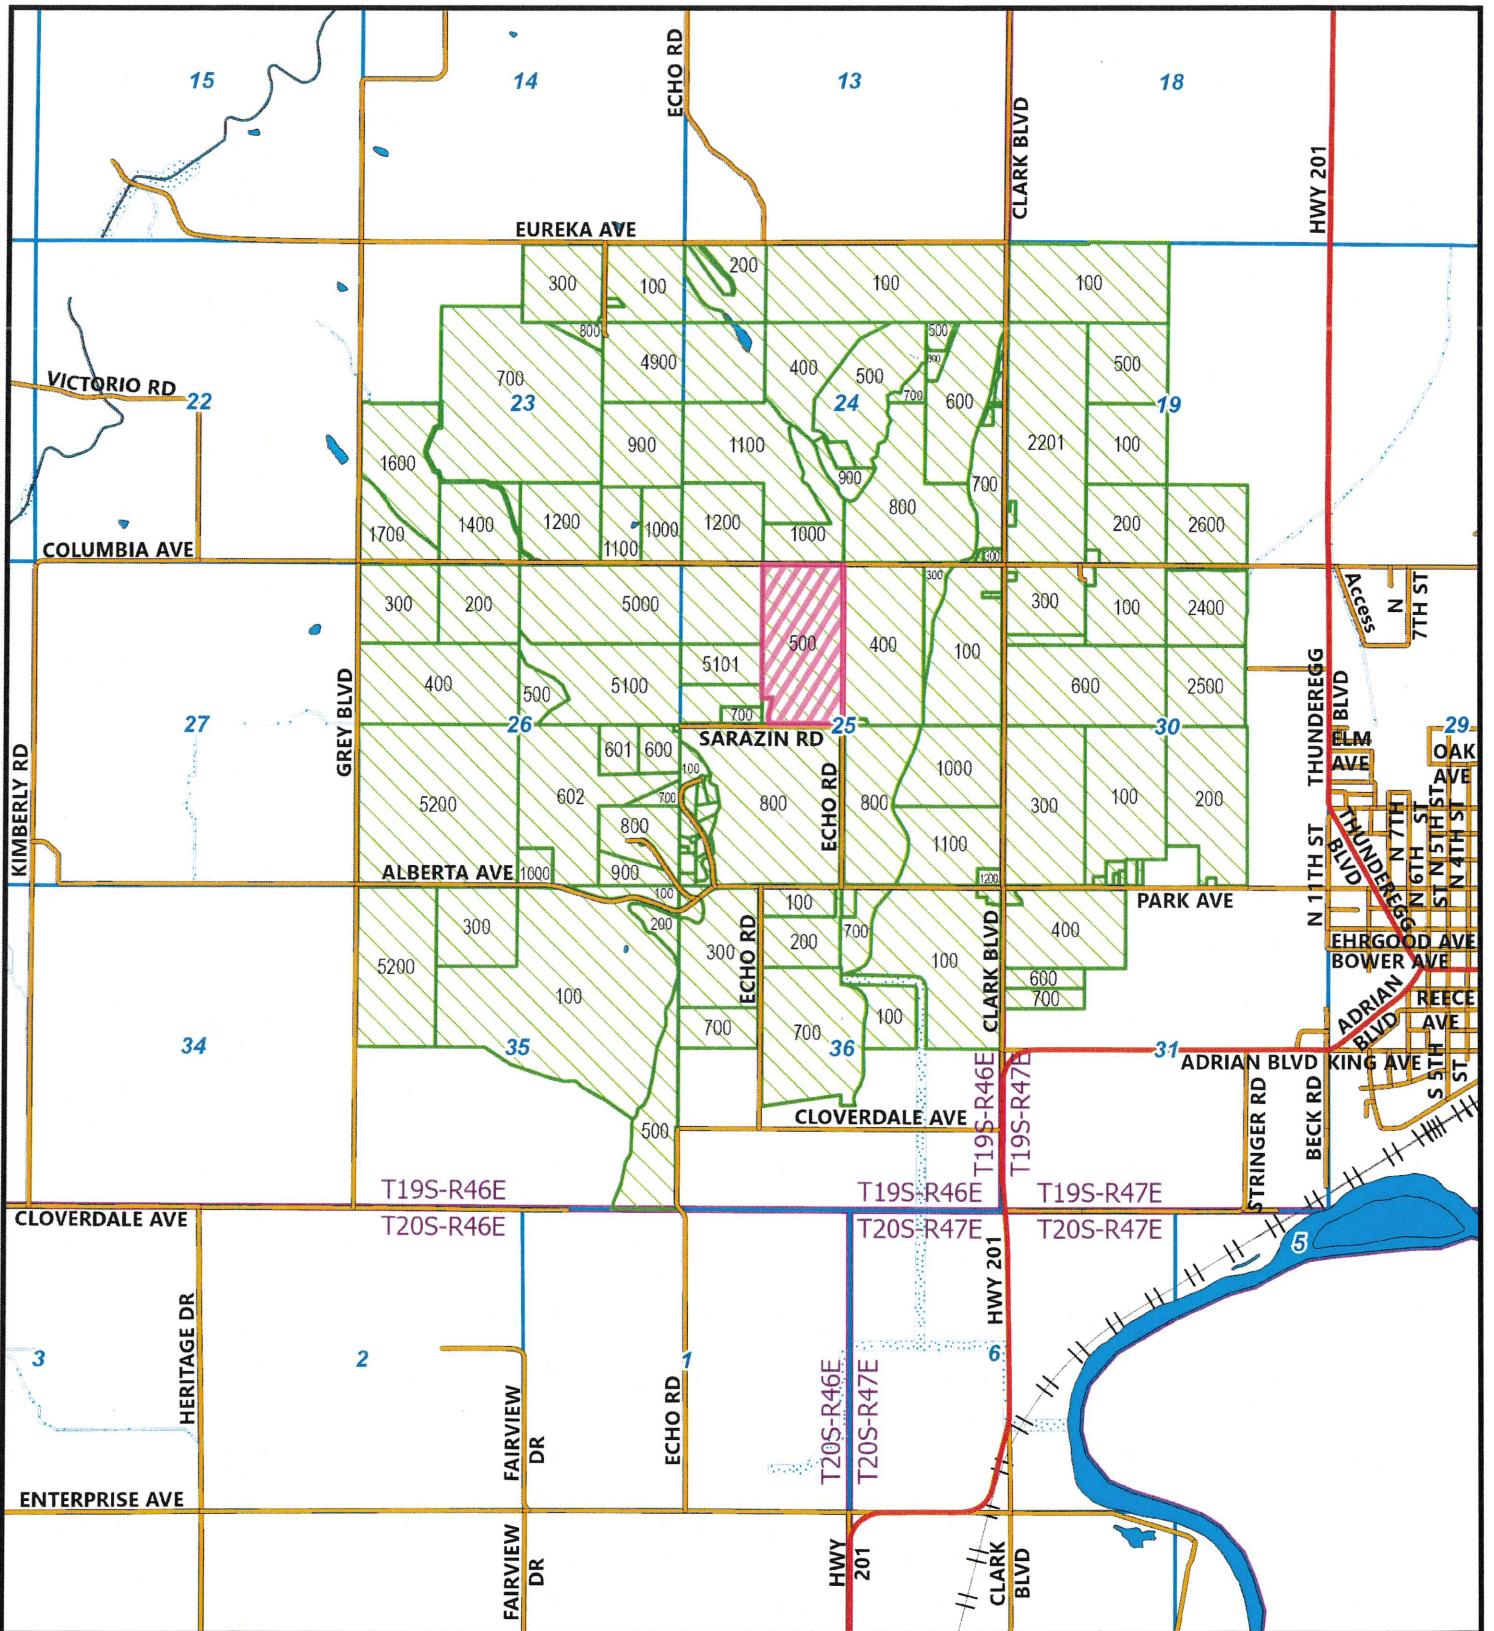 15
14
ECHO RD
13
18
CLARK BLVD
HWY 201
EUREKA AVE
300
100
200
100
100
800
4900
400
500
500
700
VICTORIO RD
22
23
700
24
600
2201
500
19
900
1100
100
1600
900
700
800
1700
1400
1200
1100
1000
1200
1000
200
2600
COLUMBIA AVE
300
300
300
200
5000
500
400
100
300
100
2400
Access
N
7TH ST
400
500
5100
5101
600
2500
GREY BLVD
THUNDEREGG
BLVD
27
26
700
25
30
29
SARAZIN RD
KIMBERLY RD
ELM
AVE
OAK
AVE
601
600
100
1000
5200
602
700
800
ECHO RD
800
300
100
200
800
1100
N 11TH ST
THUNDEREGG
BLVD
N 7TH
N 6TH
ST
ST N 5TH ST
N 4TH ST
ALBERTA AVE
1000
900
1200
100
PARK AVE
300
200
100
200
700
ECHO RD
300
100
CLARK BLVD
400
EHRGOOD AVE
BOWER AVE
5200
100
600
700
700
700
100
ADRIAN
BLVD
REECE
AVE
34
35
36
31
ADRIAN BLVD
KING AVE
S 5TH
ST
T19S-R46E
T19S-R47E
CLOVERDALE AVE
500
STRINGER RD
BECK RD
T19S-R46E
T19S-R46E
T19S-R47E
CLOVERDALE AVE
T20S-R46E
T20S-R47E
T20S-R47E
5
HWY 201
HERITAGE DR
3
2
1
6
T20S-R46E
T20S-R47E
ECHO RD
FAIRVIEW
DR
ENTERPRISE AVE
FAIRVIEW
DR
HWY
201
CLARK
BLVD